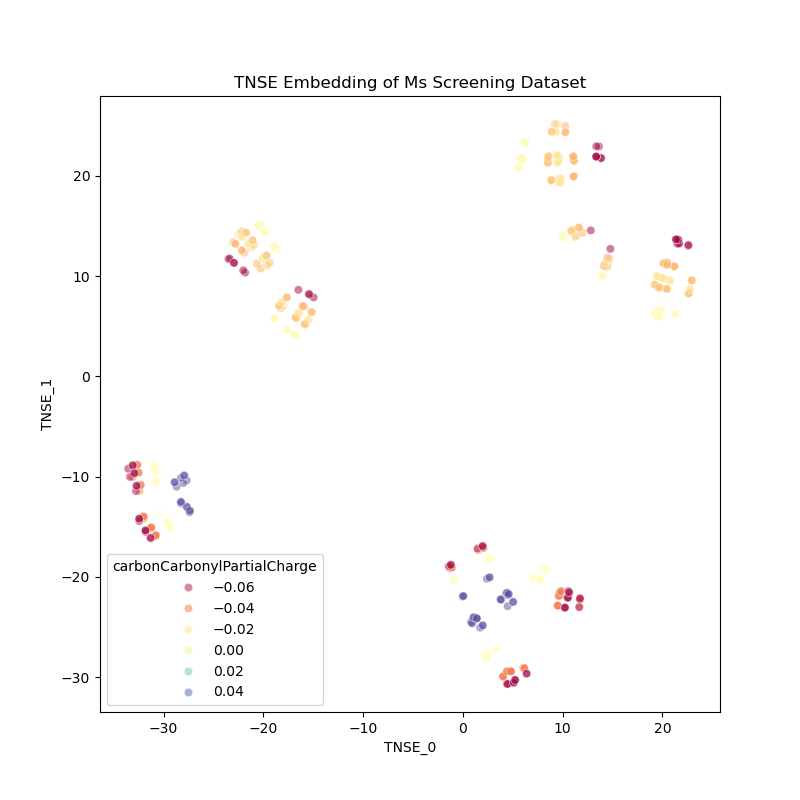 TNSE Embedding of Ms Screening Dataset
TNSE_1
20
10
0
−10
−20
−30
carbonCarbonylPartialCharge
−0.06
−0.04
−0.02
0.00
0.02
0.04
−30 −20 −10 0 10 20
TNSE_0